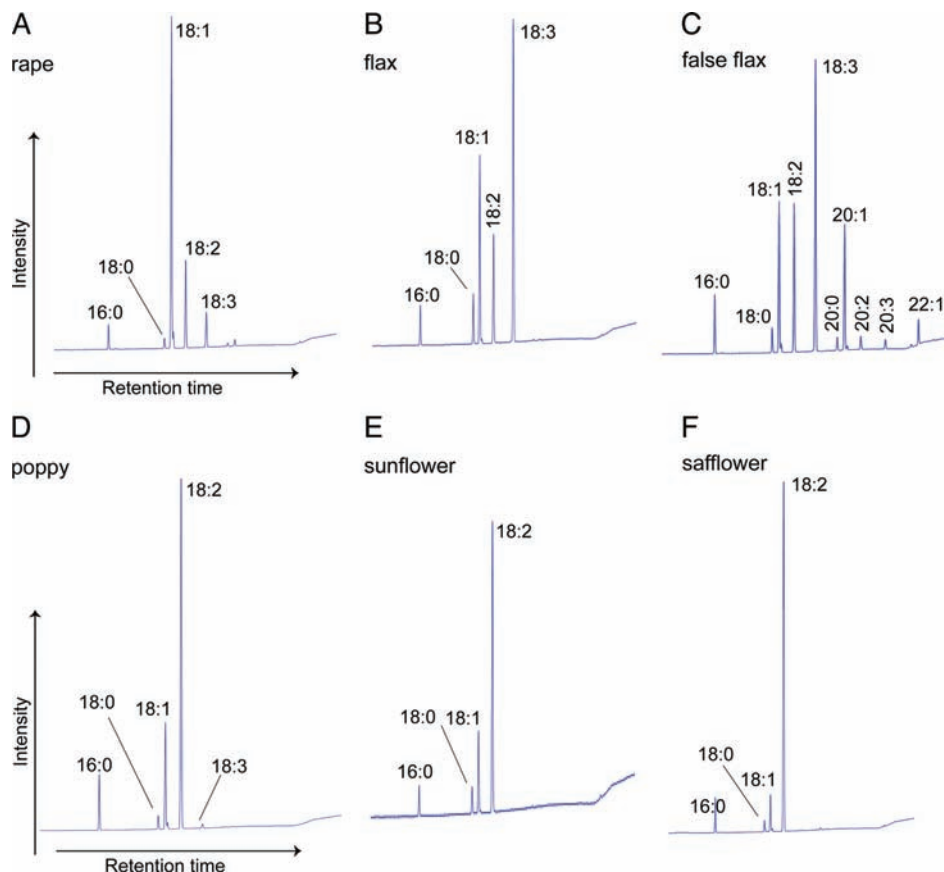 A
rape
18:1
18:2
18:0
18:3
16:0
Intensity
Retention time
B
flax
18:3
18:1
18:2
18:0
16:0
C
false flax
18:3
18:1
18:2
20:1
16:0
18:0
20:0
20:2
20:3
22:1
D
poppy
18:2
18:0
18:1
16:0
18:3
Intensity
Retention time
E
sunflower
18:2
18:0
18:1
16:0
F
safflower
18:2
18:0
18:1
16:0